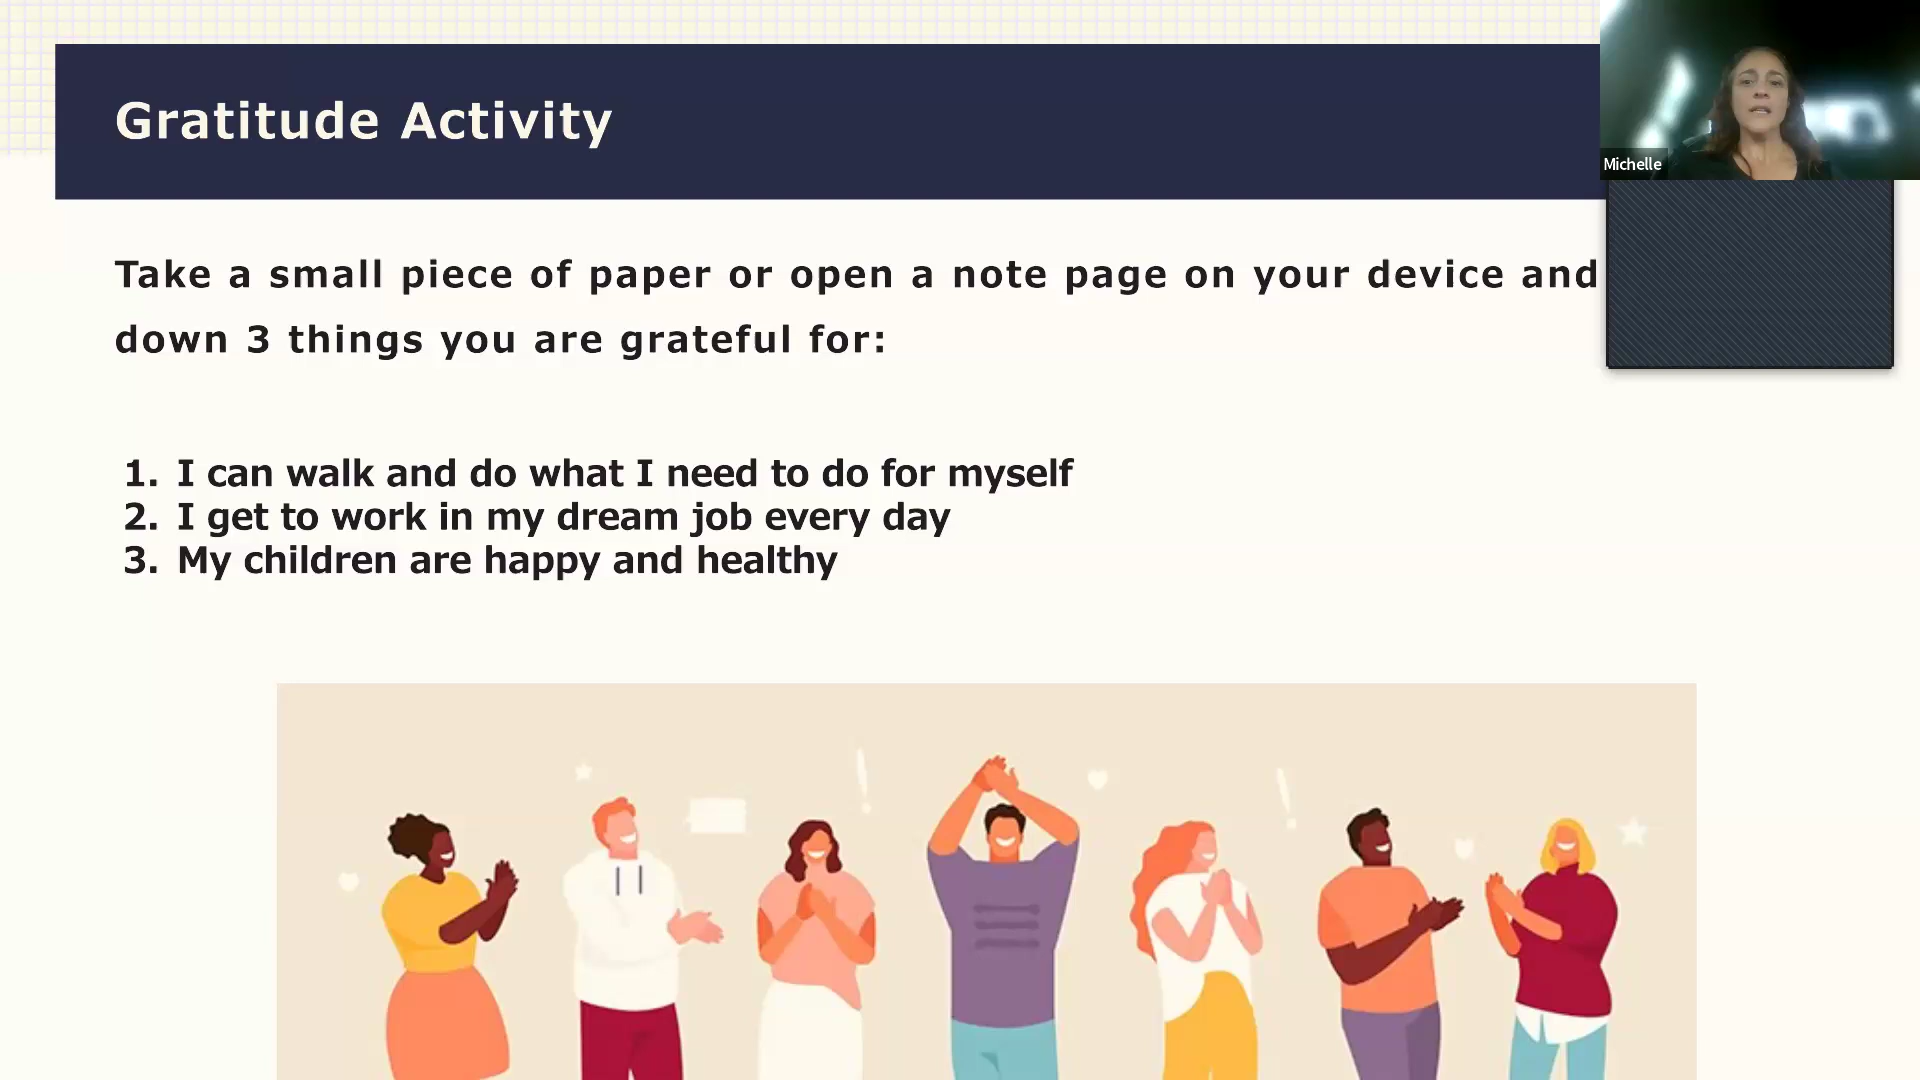 Gratitude Activity
Michelle
Take a small piece of paper or open a note page on your device and
down 3 things you are grateful for:
1. I can walk and do what I need to do for myself
2. I get to work in my dream job every day
3. My children are happy and healthy